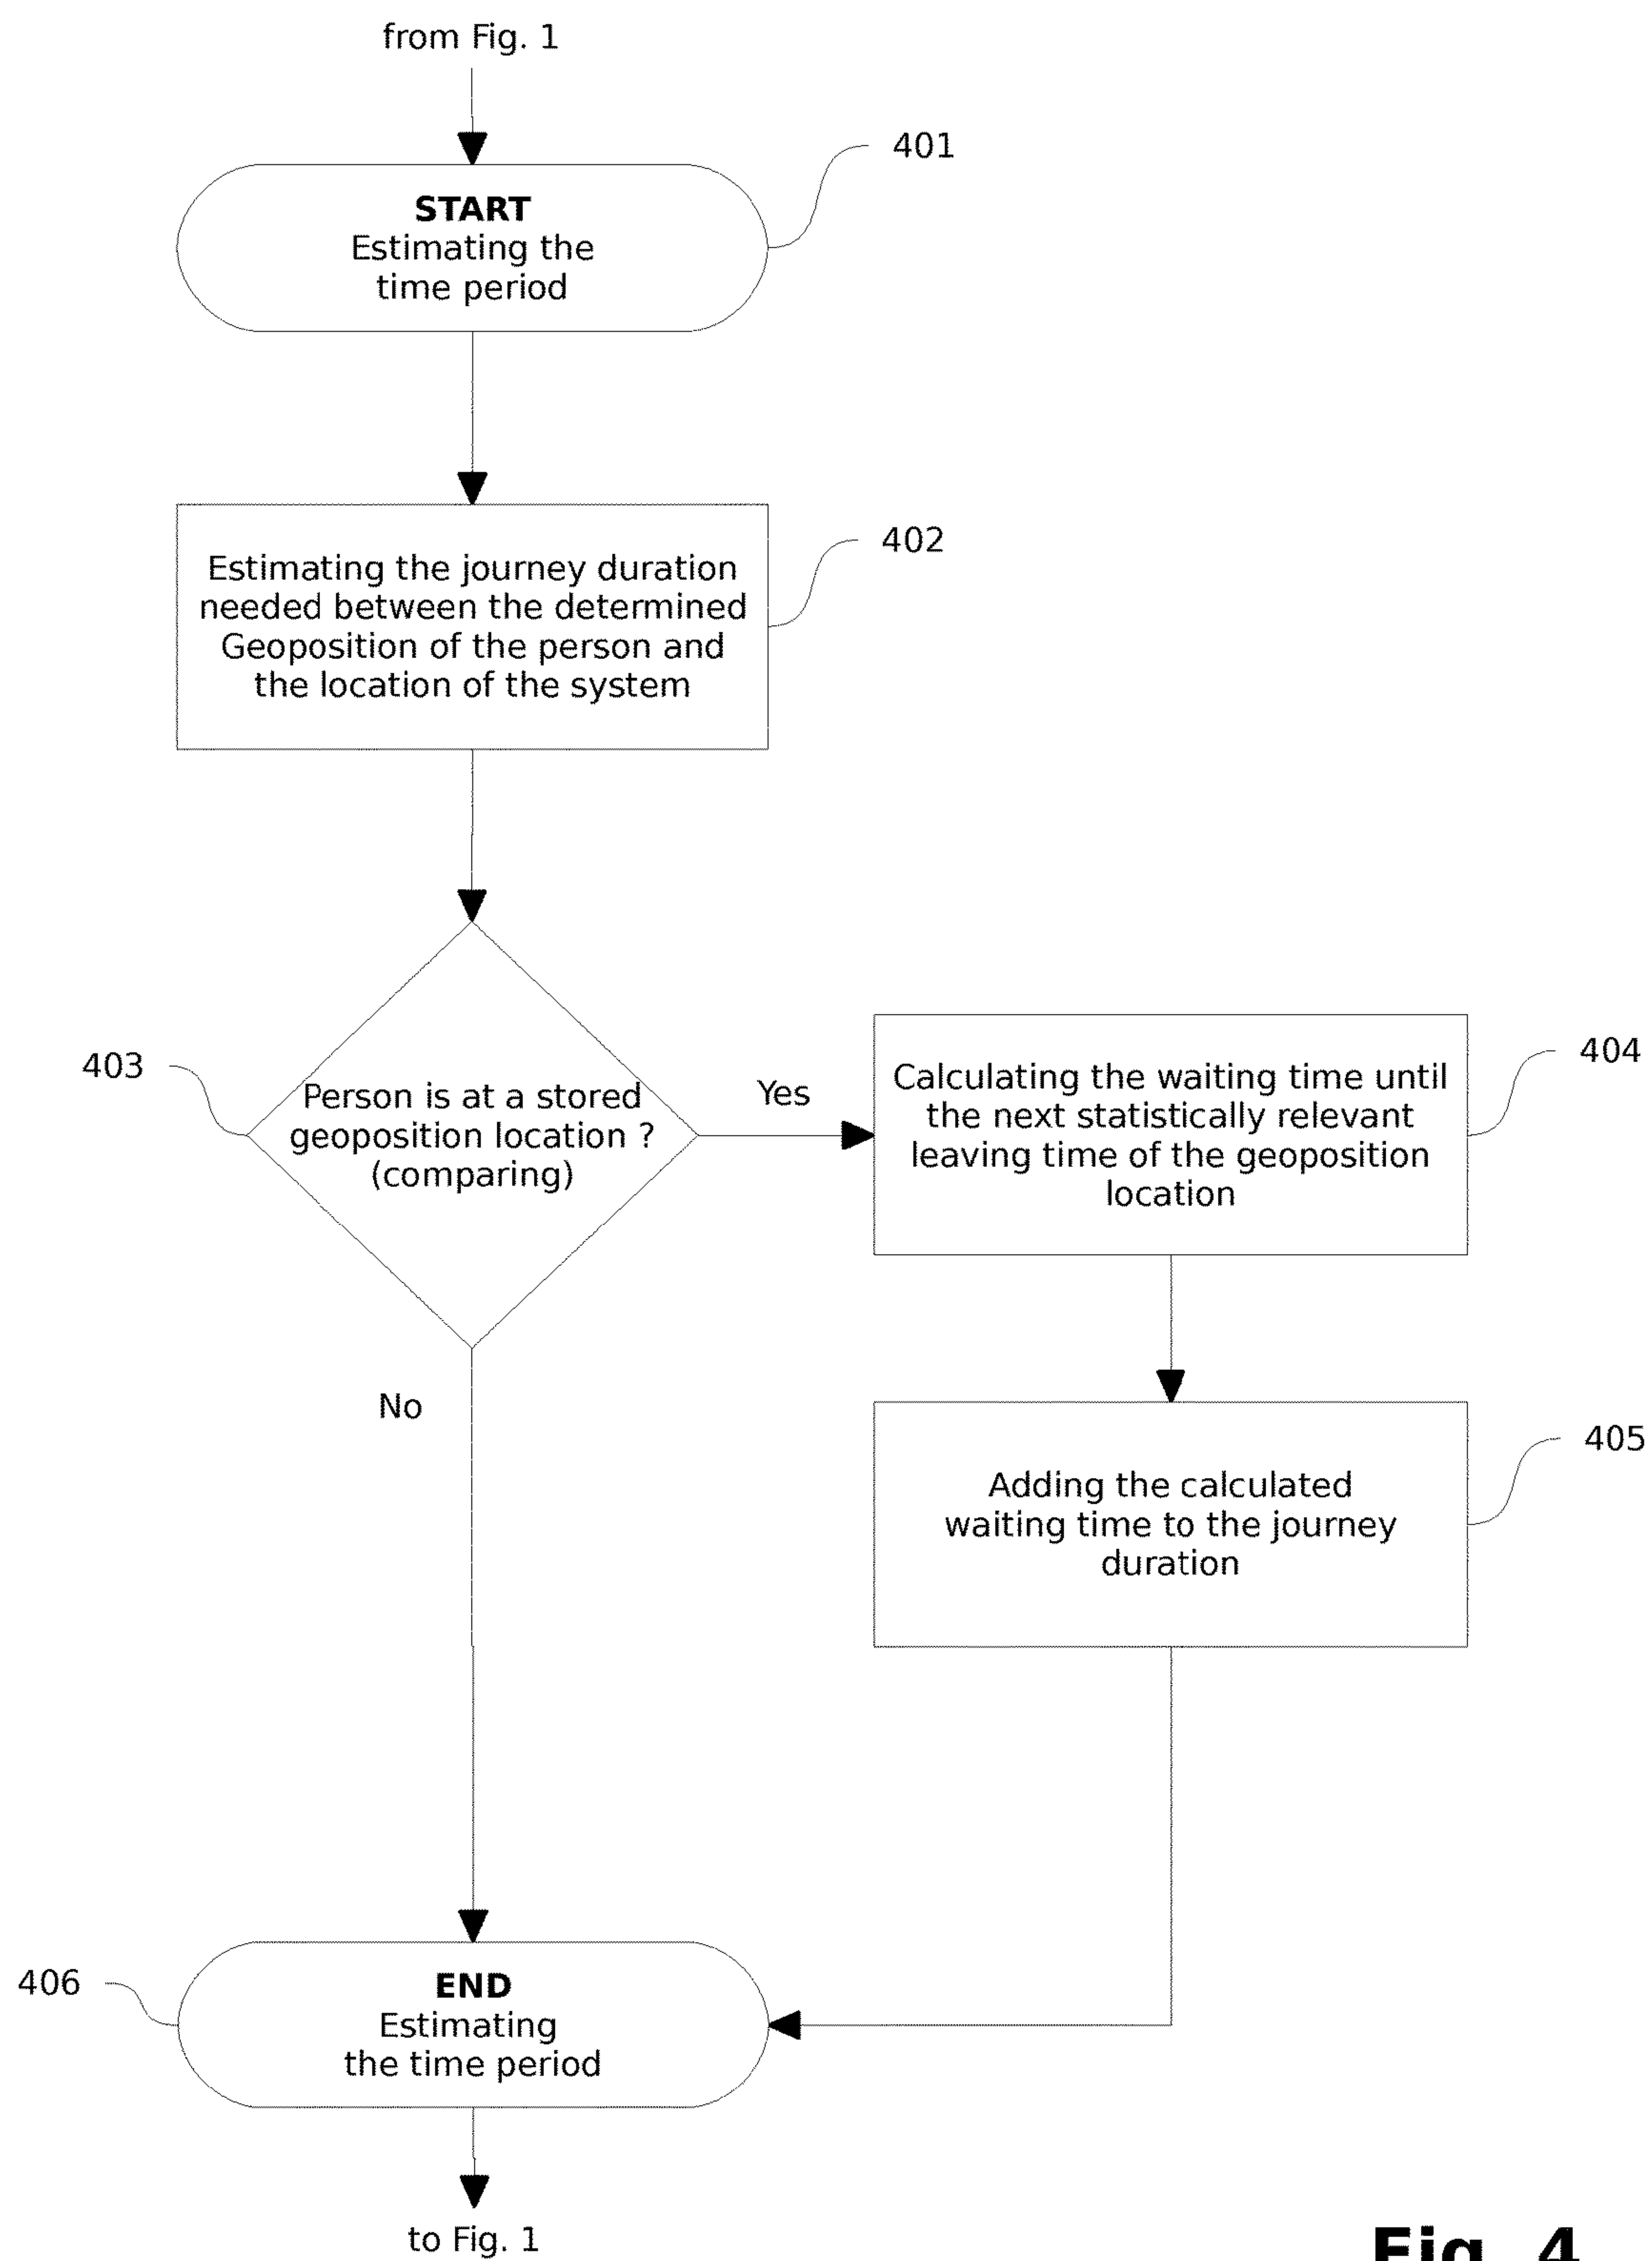 from Fig. 1
401
START
Estimating the
time period
402
Estimating the journey duration
needed between the determined
Geoposition of the person and
the location of the system
403
Person is at a stored
geoposition location ?
(comparing)
Yes
404
Calculating the waiting time until
the next statistically relevant
leaving time of the geoposition
location
No
405
Adding the calculated
waiting time to the journey
duration
406
END
Estimating
the time period
to Fig. 1
Fig. 4